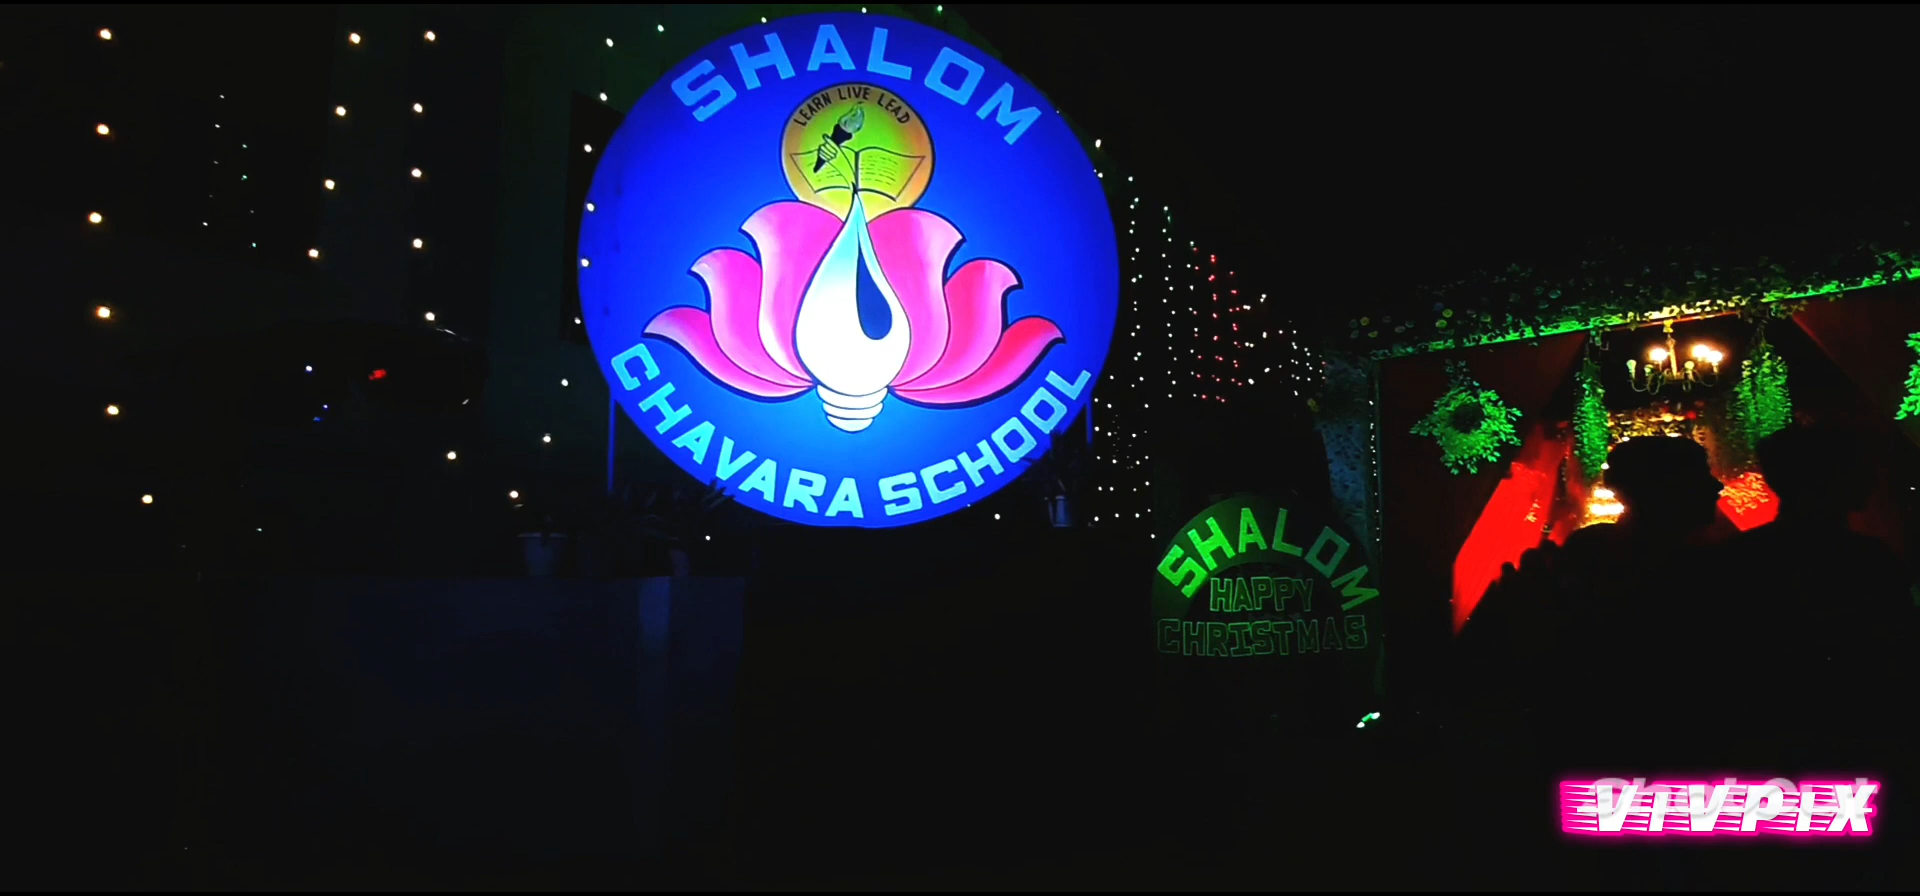 SHALOM
LEARN LIVE LEAD
CHAVARA SCHOOL
SHALOM
HAPPY
CHRISTMAS
ViVPiX